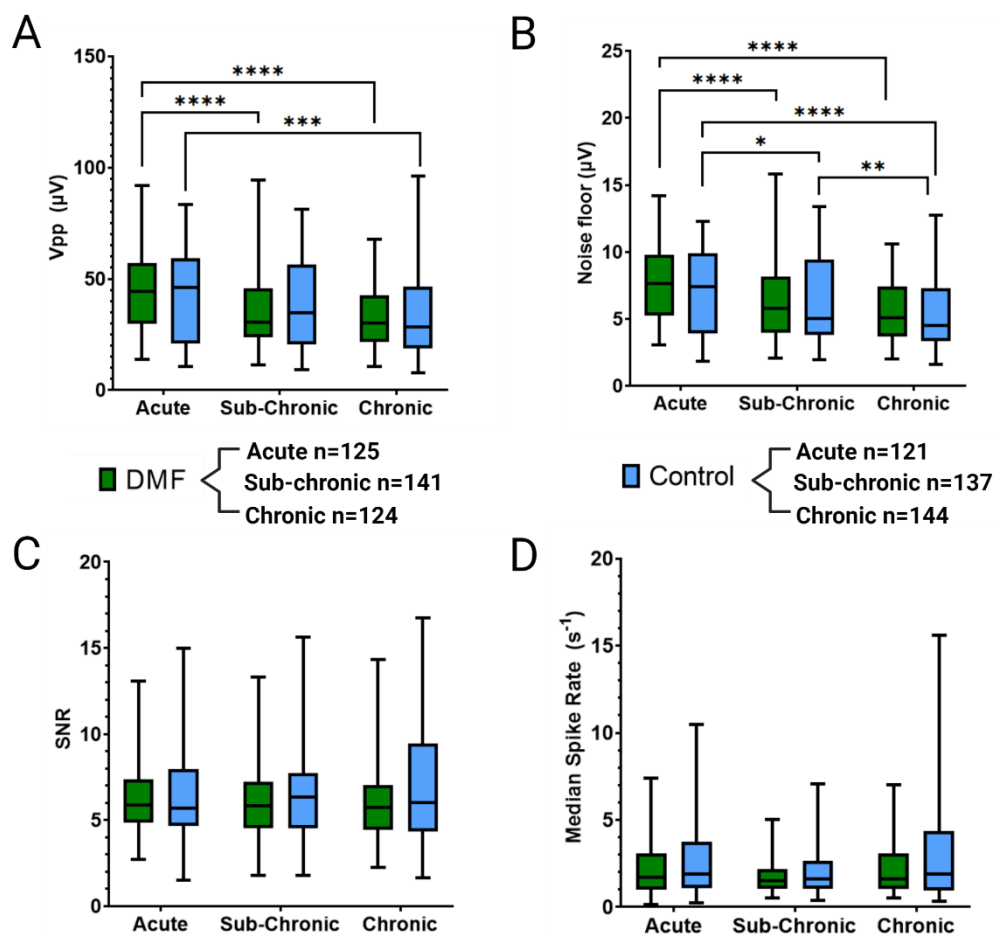 A
B
150
100
50
0
Vpp (µV)
****
****
***
Acute
Sub-Chronic
Chronic
25
20
15
10
5
0
Noise floor (µV)
****
****
****
*
**
Acute
Sub-Chronic
Chronic
DMF
Acute n=125
Sub-chronic n=141
Chronic n=124
Control
Acute n=121
Sub-chronic n=137
Chronic n=144
C
D
20
15
10
5
0
SNR
Acute
Sub-Chronic
Chronic
20
15
10
5
0
Median Spike Rate (s⁻¹)
Acute
Sub-Chronic
Chronic